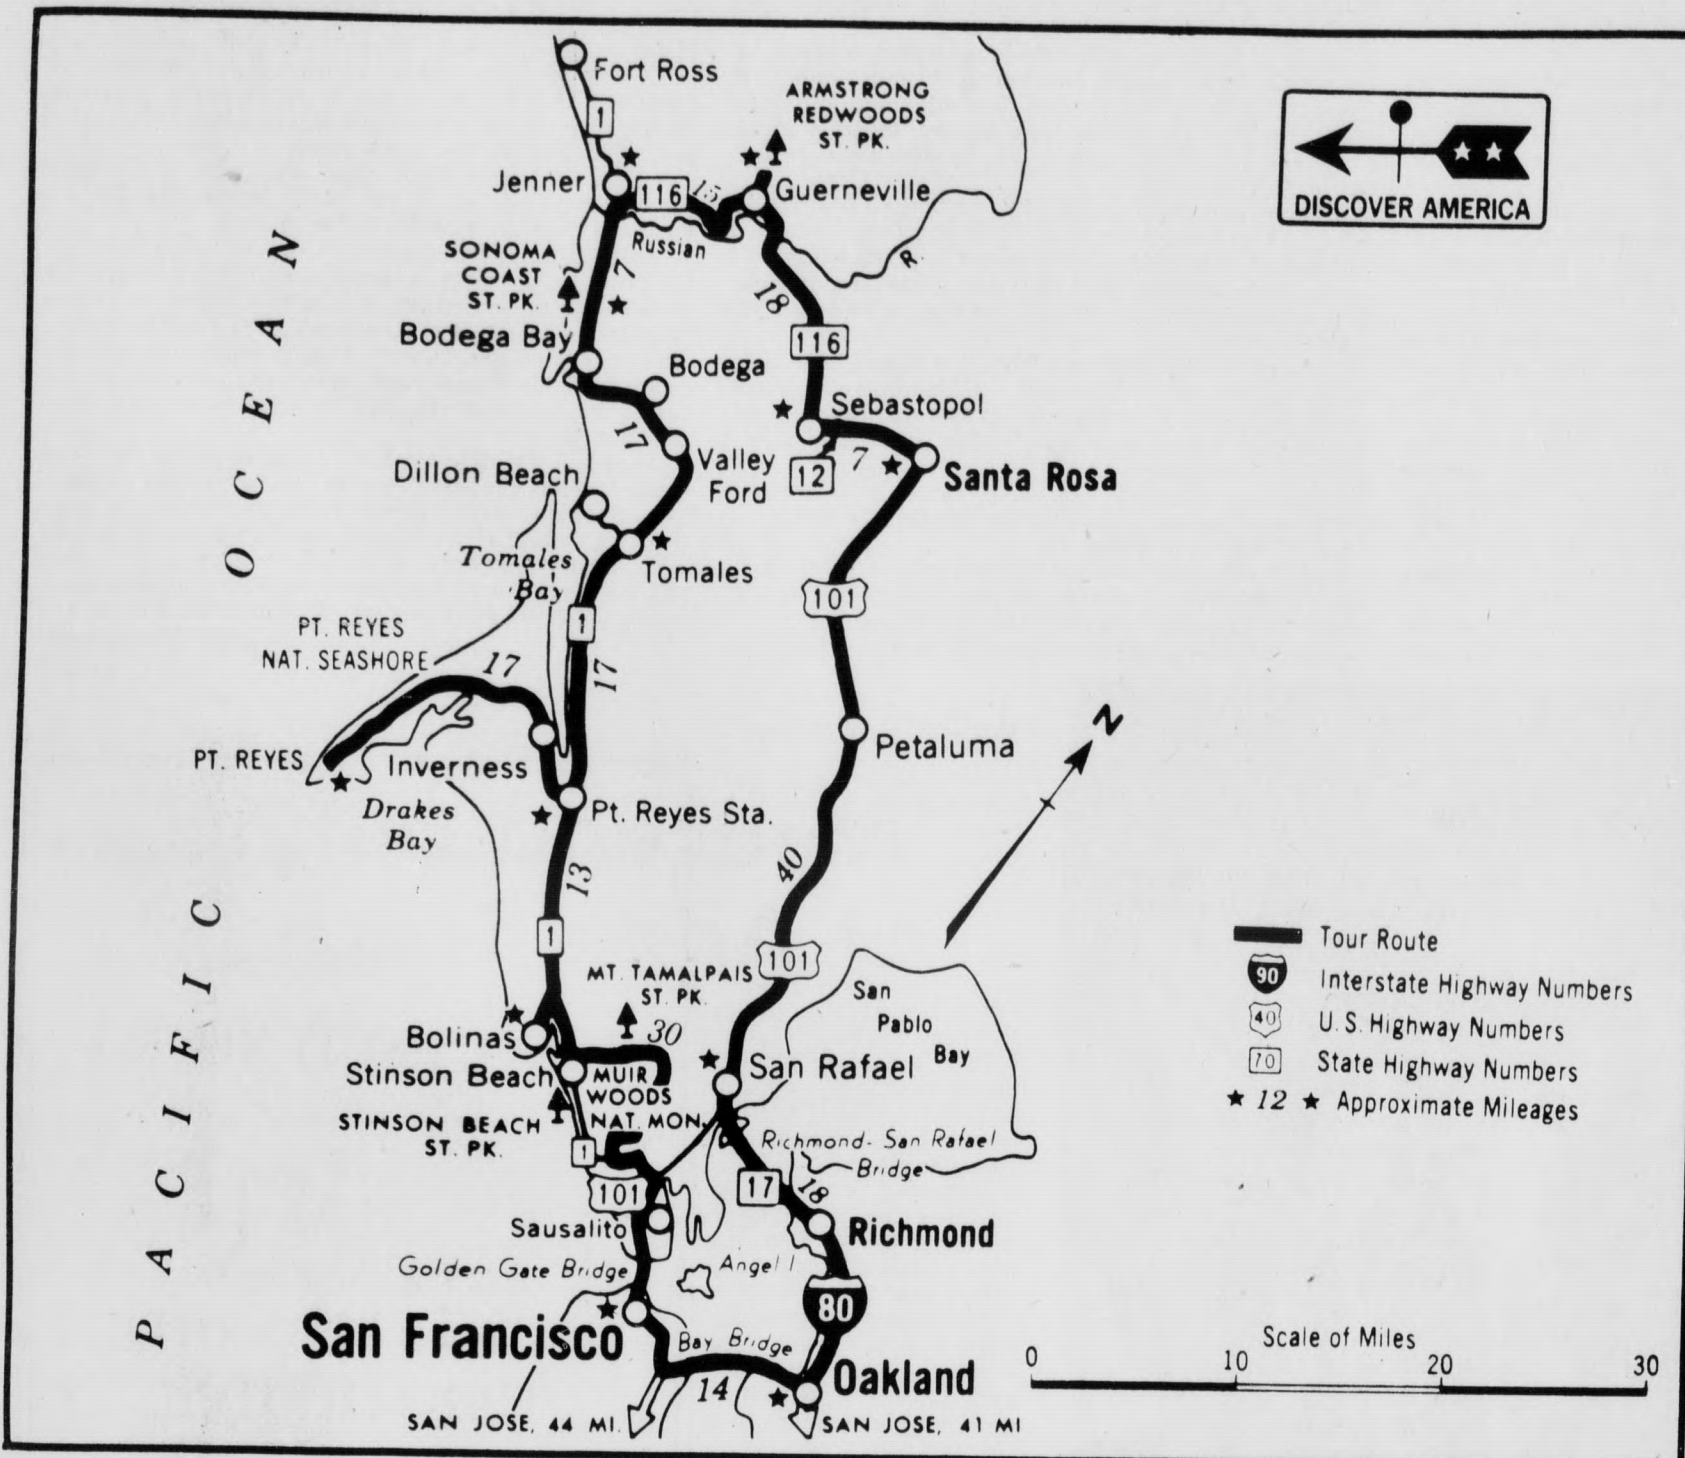 Fort Ross
1
ARMSTRONG
REDWOODS
ST. PK.
DISCOVER AMERICA
Jenner
116
15
Guerneville
Russian
R.
SONOMA
COAST
ST. PK.
7
18
116
Bodega Bay
Bodega
17
Sebastopol
Valley
Ford
12
7
Santa Rosa
Dillon Beach
Tomales
Bay
Tomales
1
101
17
PT. REYES
NAT. SEASHORE
17
PT. REYES
Inverness
Drakes
Bay
Pt. Reyes Sta.
Petaluma
N
13
40
1
101
MT. TAMALPAIS
ST. PK.
30
San
Pablo
Bay
Bolinas
Stinson Beach
MUIR
WOODS
NAT. MON.
STINSON BEACH
ST. PK.
San Rafael
Richmond- San Rafael
Bridge
1
101
17
18
Sausalito
Richmond
Golden Gate Bridge
Angel I
80
San Francisco
Bay Bridge
14
Oakland
SAN JOSE, 44 MI.
SAN JOSE, 41 MI
PACIFIC OCEAN
Tour Route
90 Interstate Highway Numbers
40 U.S. Highway Numbers
70 State Highway Numbers
★ 12 ★ Approximate Mileages
Scale of Miles
0 10 20 30